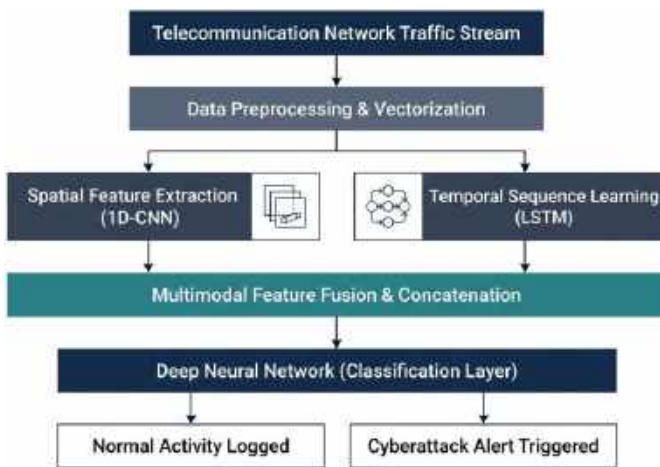 Telecommunication Network Traffic Stream
Data Preprocessing & Vectorization
Spatial Feature Extraction
(1D-CNN)
Temporal Sequence Learning
(LSTM)
Multimodal Feature Fusion & Concatenation
Deep Neural Network (Classification Layer)
Normal Activity Logged
Cyberattack Alert Triggered